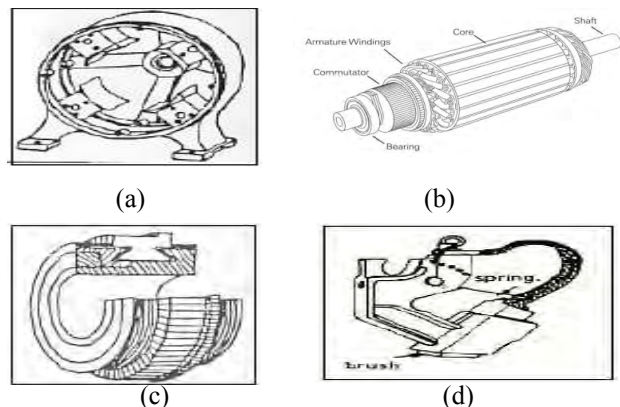 Shaft
Core
Armature Windings
Commutator
Bearing
(a)
(b)
spring.
brush
(c)
(d)